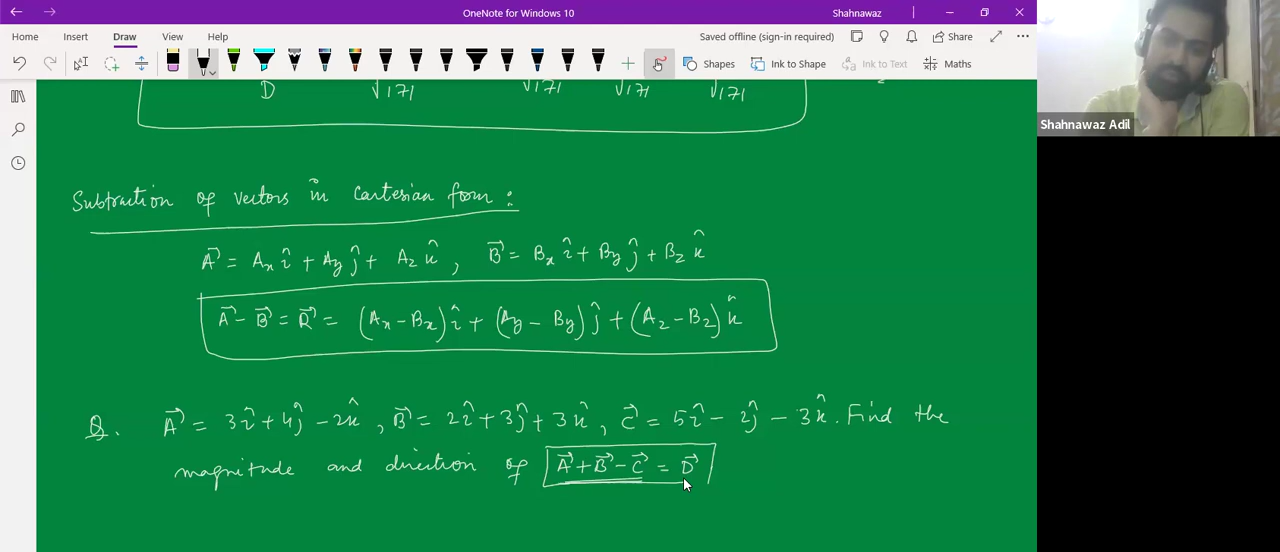 OneNote for Windows 10
Shahnawaz
Home Insert Draw View Help
Saved offline (sign-in required)
Share
Shapes
Ink to Shape
Ink to Text
Maths
D √171 √171 √171 √171
Shahnawaz Adil
Subtraction of vectors in Cartesian form :
A⃗ = Ax î + Ay ĵ + Az k̂ , B⃗ = Bx î + By ĵ + Bz k̂
A⃗ − B⃗ = R⃗ = (Ax − Bx) î + (Ay − By) ĵ + (Az − Bz) k̂
Q. A⃗ = 3î + 4ĵ − 2k̂ , B⃗ = 2î + 3ĵ + 3k̂ , C⃗ = 5î − 2ĵ − 3k̂ . Find the
magnitude and direction of A⃗ + B⃗ − C⃗ = D⃗